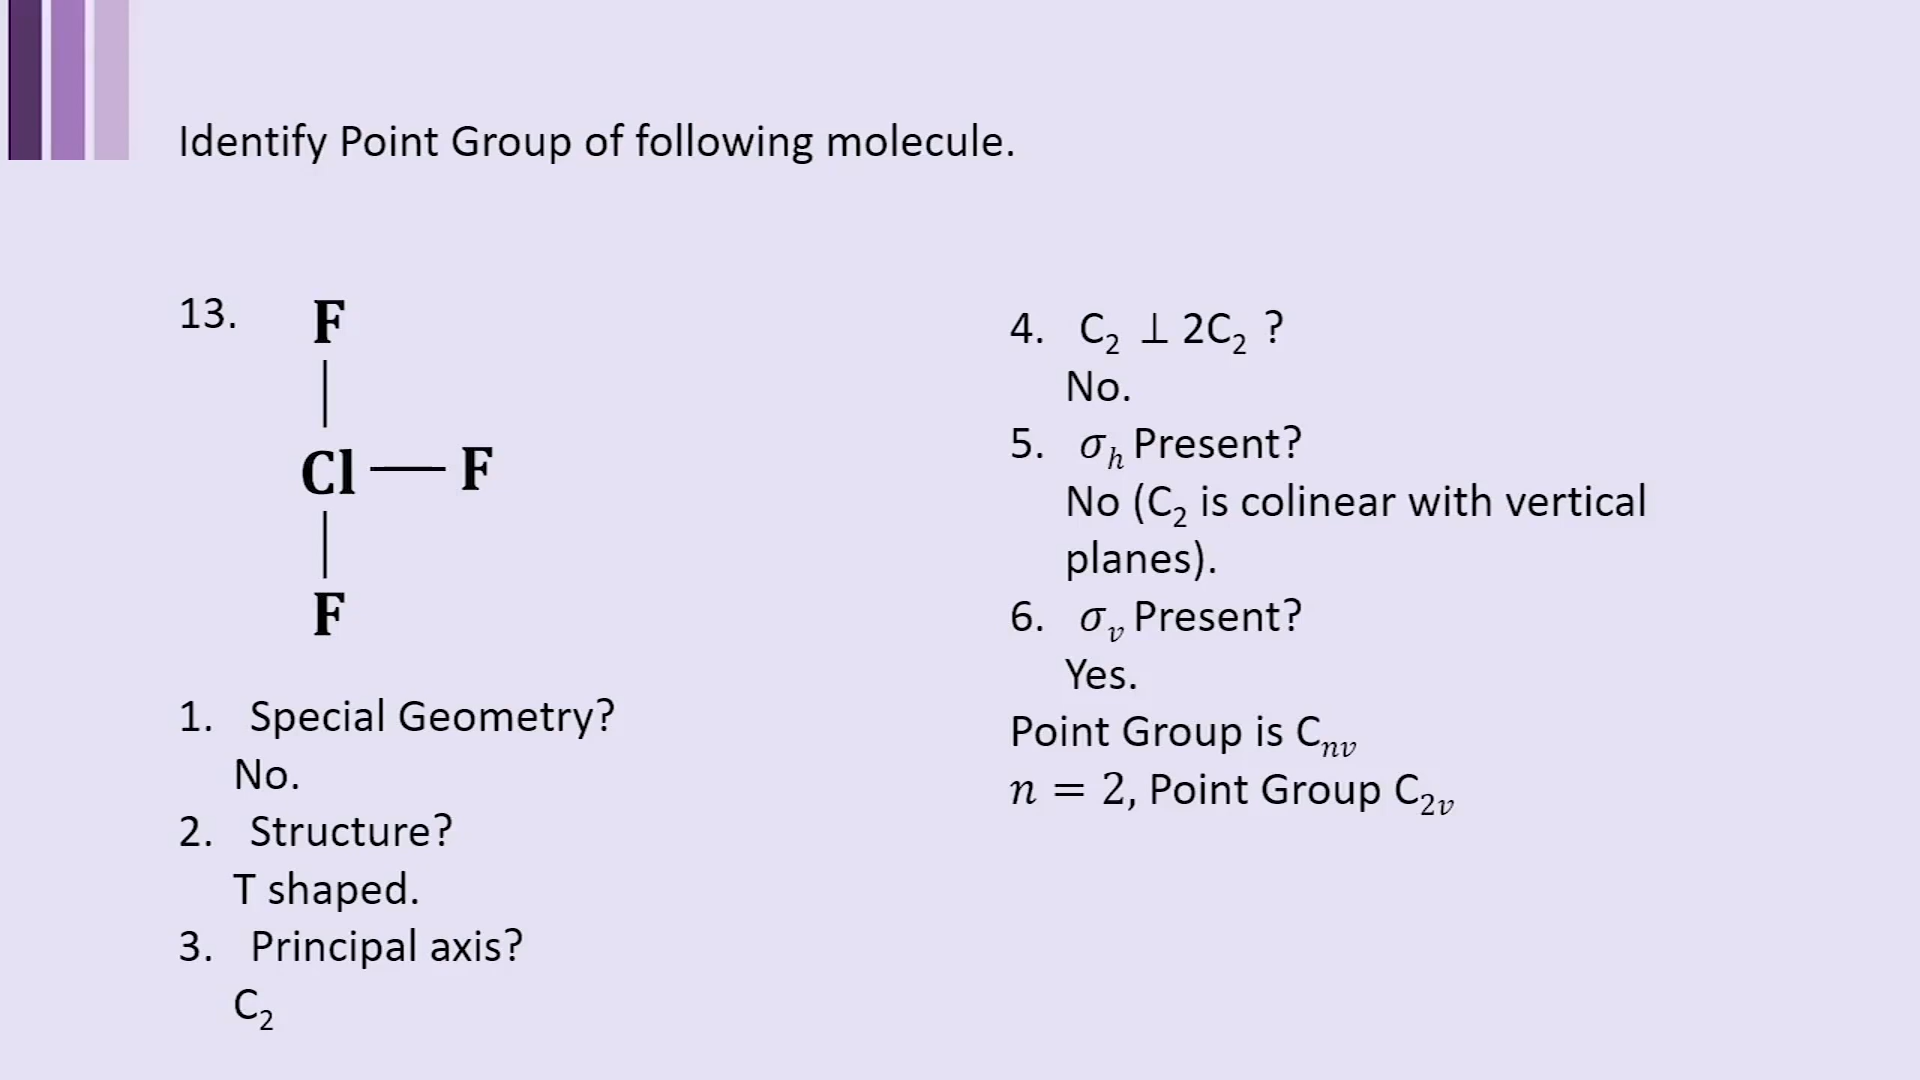 Identify Point Group of following molecule.
13.
F
Cl — F
F
1. Special Geometry?
No.
2. Structure?
T shaped.
3. Principal axis?
C₂
4. C₂ ⊥ 2C₂ ?
No.
5. σₕ Present?
No (C₂ is colinear with vertical
planes).
6. σᵥ Present?
Yes.
Point Group is Cₙᵥ
n = 2, Point Group C₂ᵥ